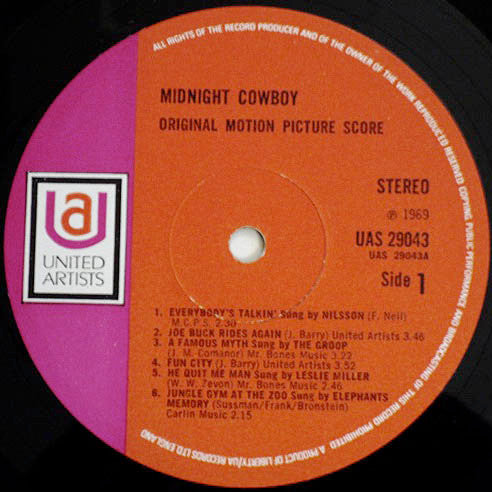 ALL RIGHTS OF THE RECORD PRODUCER AND OF THE OWNER OF THE WORK REPRODUCED RESERVED COPYING PUBLIC PERFORMANCE AND BROADCASTING OF THIS RECORD PROHIBITED
MIDNIGHT COWBOY
ORIGINAL MOTION PICTURE SCORE
STEREO
℗ 1969
UAS 29043
UAS 29043A
Side 1
ua
UNITED
ARTISTS
1. EVERYBODY'S TALKIN' Sung by NILSSON (F. Neil)
M.C.P.S. 2.30
2. JOE BUCK RIDES AGAIN (J. Barry) United Artists 3.46
3. A FAMOUS MYTH Sung by THE GROOP
(J. M. Comanor) Mr. Bones Music 3.22
4. FUN CITY (J. Barry) United Artists 3.52
5. HE QUIT ME MAN Sung by LESLIE MILLER
(W. W. Zevon) Mr. Bones Music 2.46
6. JUNGLE GYM AT THE ZOO Sung by ELEPHANTS
MEMORY (Sussman/Frank/Bronstein)
Carlin Music 2.15
A PRODUCT OF LIBERTY/UA RECORDS LTD ENGLAND